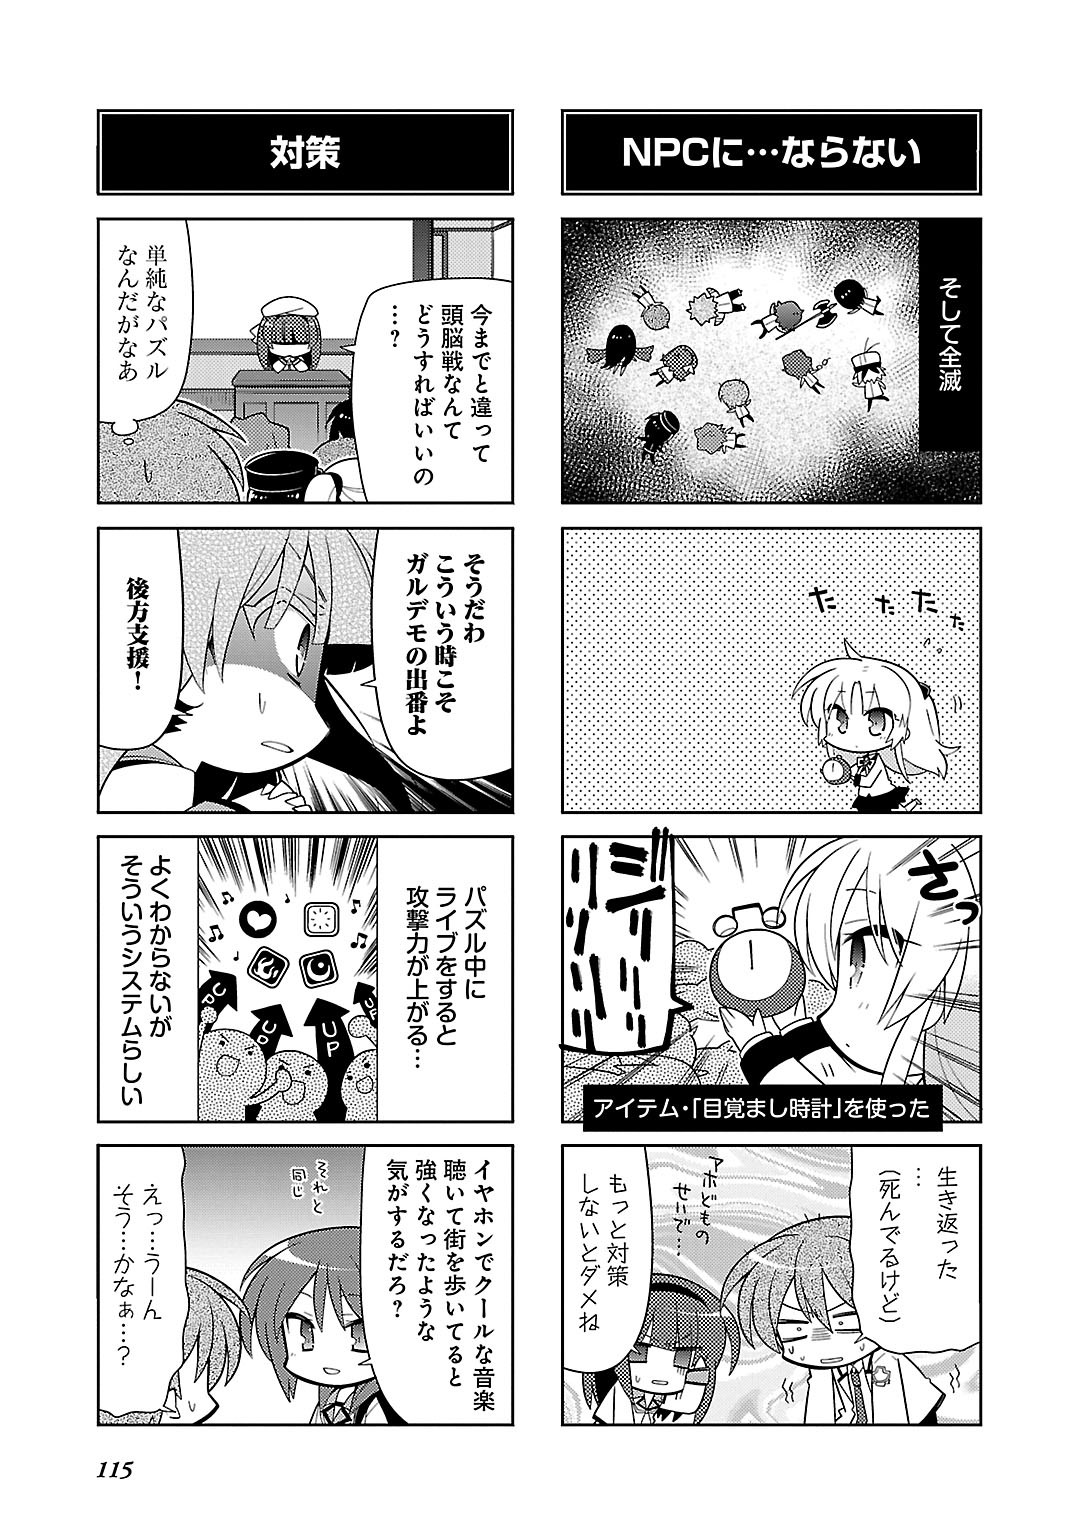 NPCに…ならない
そして全滅
た
た
た
た
さっ
ジリリリリ
アイテム・「目覚まし時計」を使った
生き返った
…
(死んでるけど)
アホどもの
せいで…
もっと対策
しないとダメね
対策
今までと違って
頭脳戦なんて
どうすればいいの
…?
単純なパズル
なんだがなあ
そうだわ
こういう時こそ
ガルデモの出番よ
後方支援!
パズル中に
ライブをすると
攻撃力が上がる…
UP
UP
UP
UP
よくわからないが
そういうシステムらしい
イヤホンでクールな音楽
聴いて街を歩いてると
強くなったような
気がするだろ?
それと
同じ
えっ…うーん
そう…かなぁ…?
115